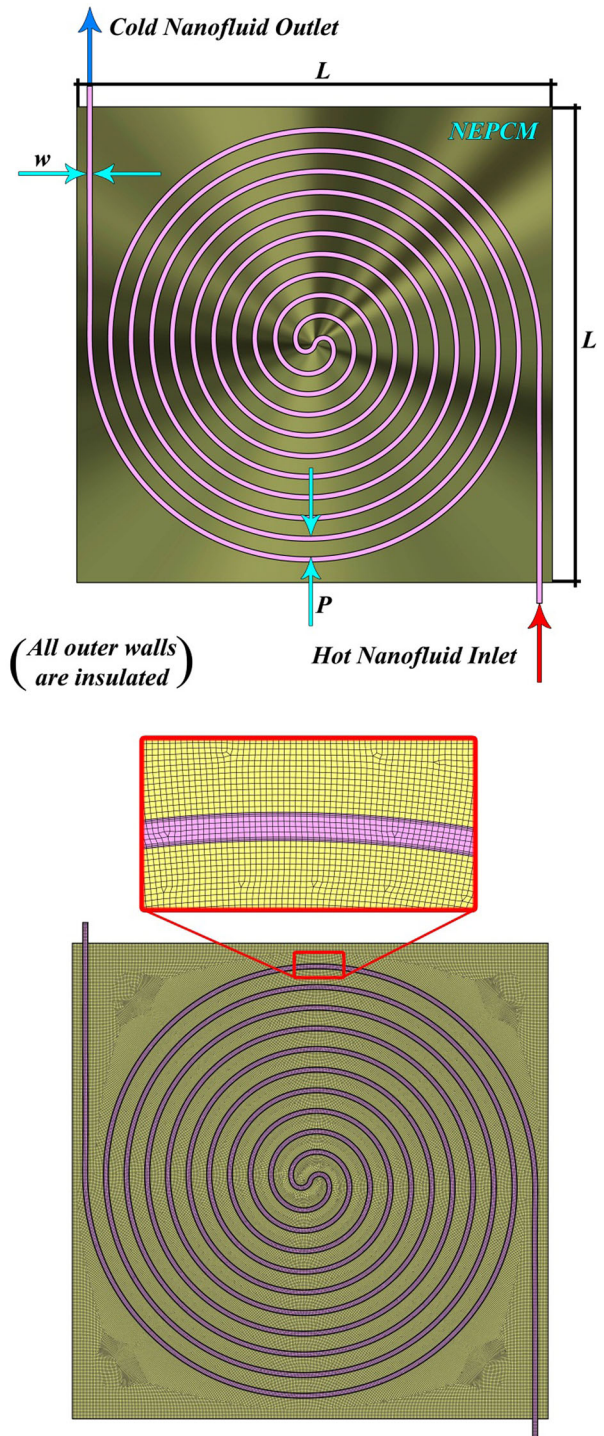 Cold Nanofluid Outlet
L
NEPCM
w
L
P
(All outer walls
are insulated)
Hot Nanofluid Inlet